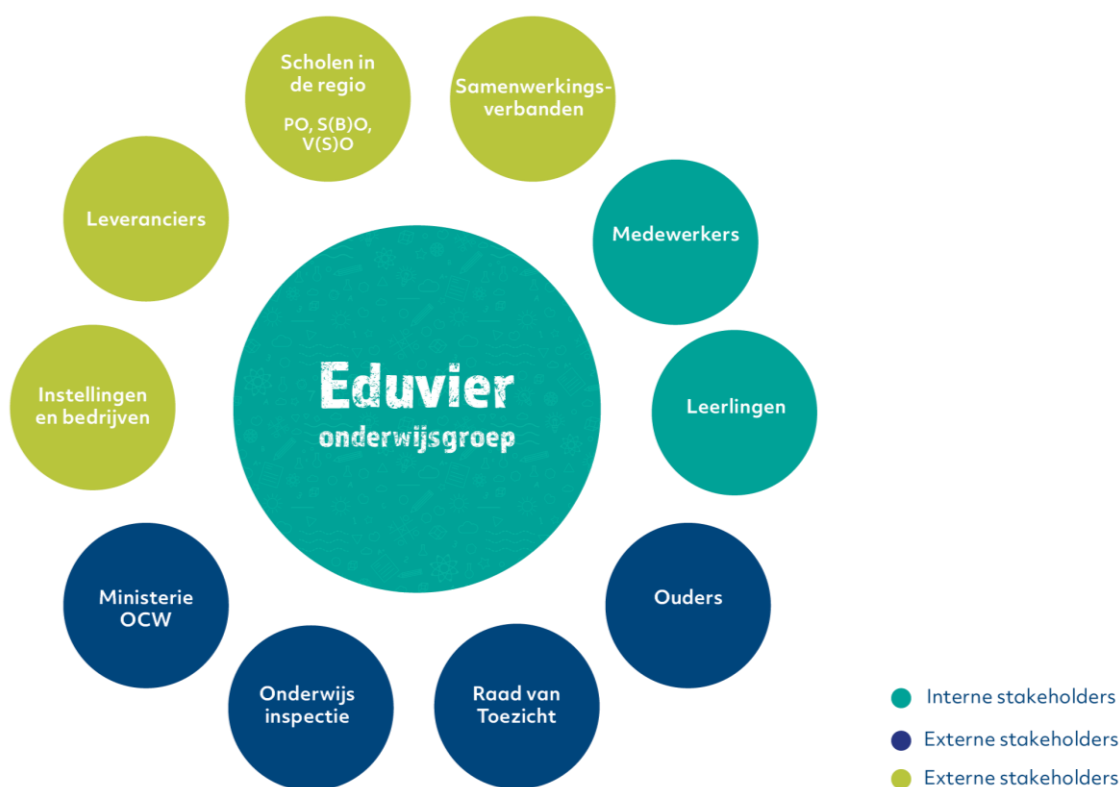 Scholen in
de regio
PO, S(B)O,
V(S)O
Samenwerkings-
verbanden
Leveranciers
Medewerkers
Eduvier
onderwijsgroep
Instellingen
en bedrijven
Leerlingen
Ministerie
OCW
Ouders
Onderwijs
inspectie
Raad van
Toezicht
Interne stakeholders
Externe stakeholders
Externe stakeholders